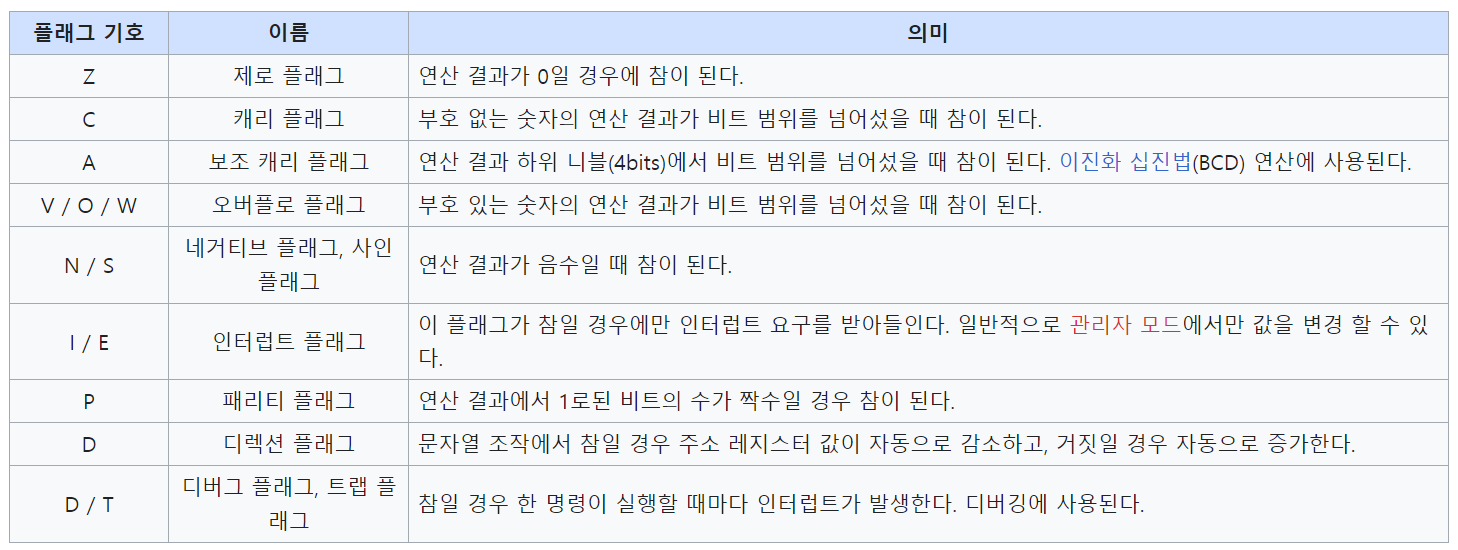 플래그 기호 이름 의미
Z 제로 플래그 연산 결과가 0일 경우에 참이 된다.
C 캐리 플래그 부호 없는 숫자의 연산 결과가 비트 범위를 넘어섰을 때 참이 된다.
A 보조 캐리 플래그 연산 결과 하위 니블(4bits)에서 비트 범위를 넘어섰을 때 참이 된다. 이진화 십진법(BCD) 연산에 사용된다.
V / O / W 오버플로 플래그 부호 있는 숫자의 연산 결과가 비트 범위를 넘어섰을 때 참이 된다.
N / S 네거티브 플래그, 사인
플래그 연산 결과가 음수일 때 참이 된다.
I / E 인터럽트 플래그 이 플래그가 참일 경우에만 인터럽트 요구를 받아들인다. 일반적으로 관리자 모드에서만 값을 변경 할 수 있
다.
P 패리티 플래그 연산 결과에서 1로된 비트의 수가 짝수일 경우 참이 된다.
D 디렉션 플래그 문자열 조작에서 참일 경우 주소 레지스터 값이 자동으로 감소하고, 거짓일 경우 자동으로 증가한다.
D / T 디버그 플래그, 트랩 플
래그 참일 경우 한 명령이 실행할 때마다 인터럽트가 발생한다. 디버깅에 사용된다.